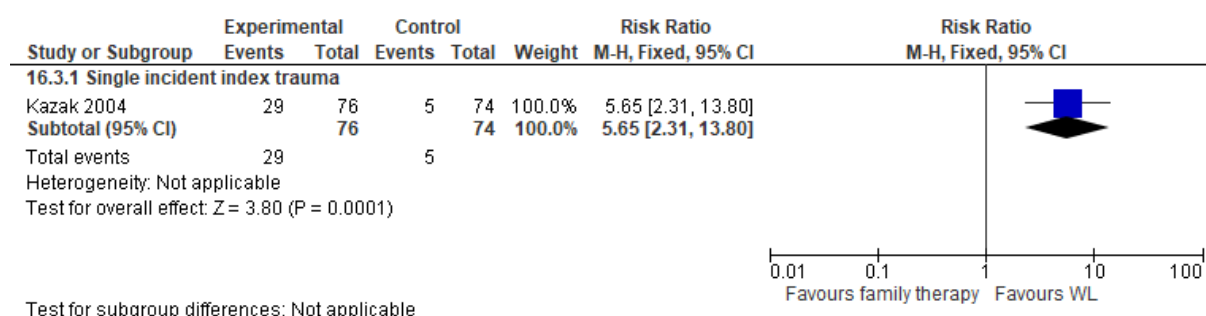 Experimental Control Risk Ratio Risk Ratio
Study or Subgroup Events Total Events Total Weight M-H, Fixed, 95% CI M-H, Fixed, 95% CI
16.3.1 Single incident index trauma
Kazak 2004 29 76 5 74 100.0% 5.65 [2.31, 13.80]
Subtotal (95% CI) 76 74 100.0% 5.65 [2.31, 13.80]
Total events 29 5
Heterogeneity: Not applicable
Test for overall effect: Z = 3.80 (P = 0.0001)
0.01 0.1 1 10 100
Favours family therapy Favours WL
Test for subgroup differences: Not applicable